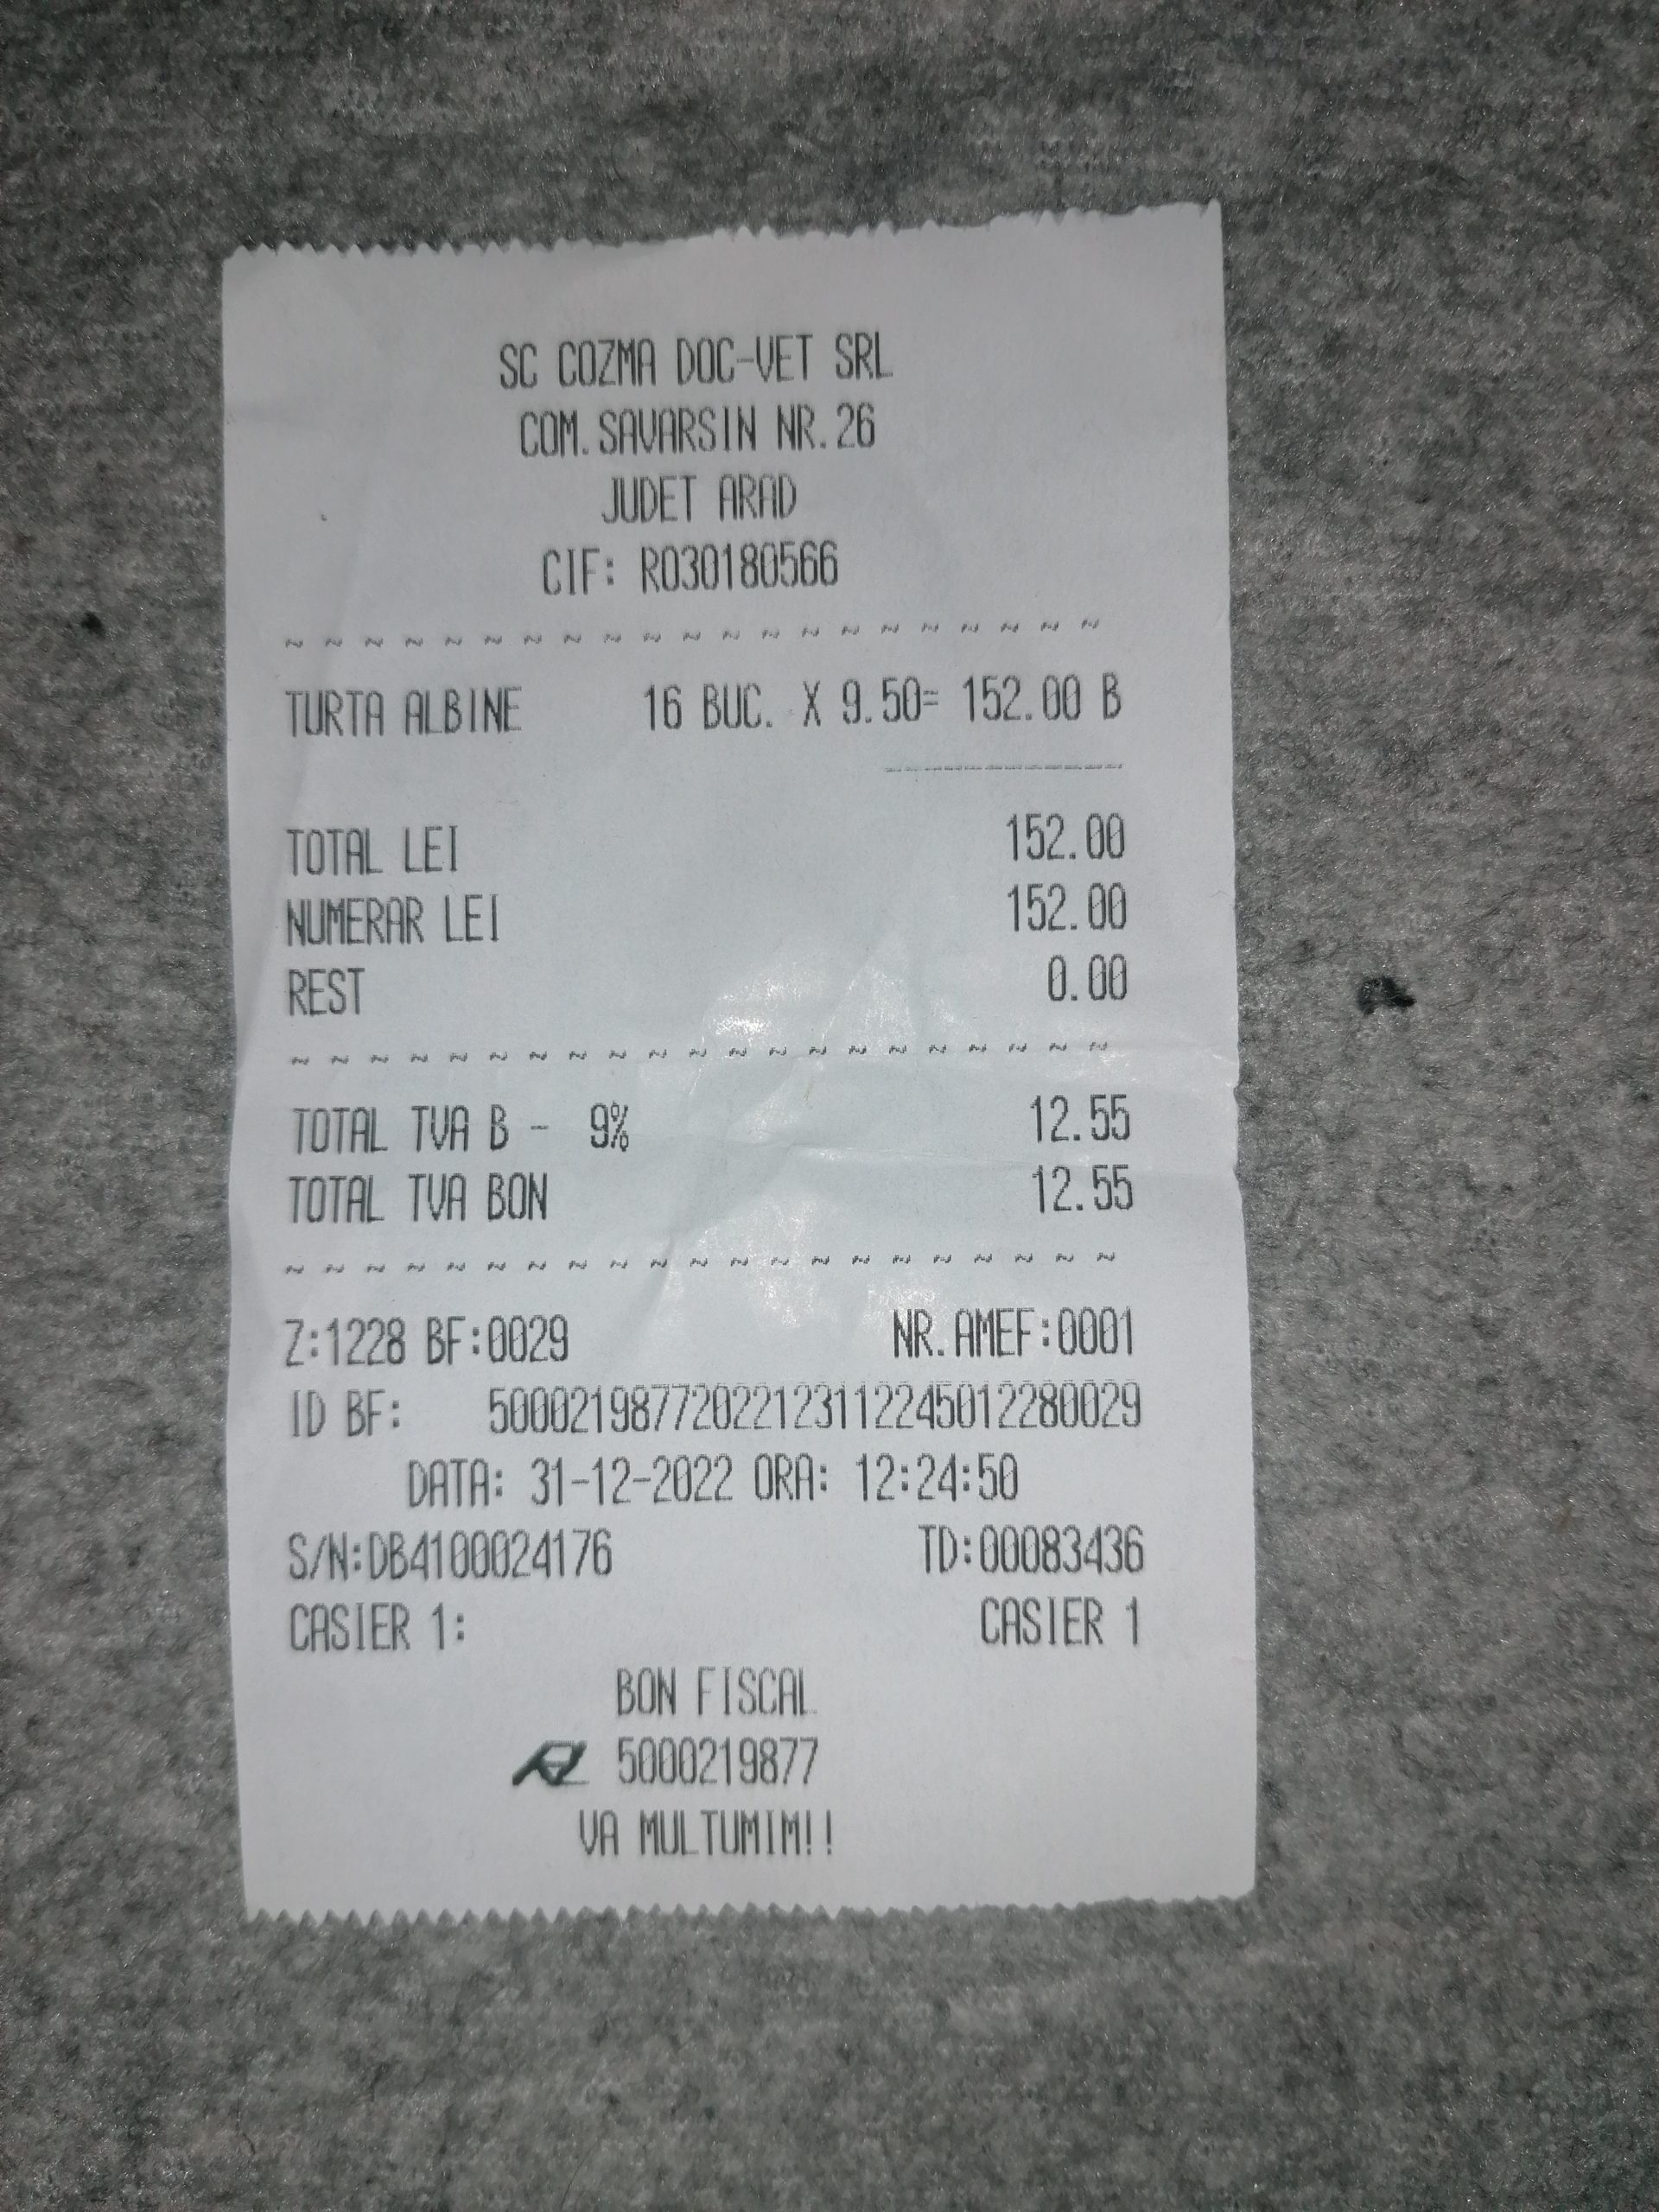 SC COZMA DOC-VET SRL
COM.SAVARSIN NR.26
JUDET ARAD
CIF: RO30180566
~ ~ ~ ~ ~ ~ ~ ~ ~ ~ ~ ~ ~ ~ ~ ~ ~ ~ ~ ~ ~
TURTA ALBINE 16 BUC. X 9.50= 152.00 B
------------
TOTAL LEI 152.00
NUMERAR LEI 152.00
REST 0.00
~ ~ ~ ~ ~ ~ ~ ~ ~ ~ ~ ~ ~ ~ ~ ~ ~ ~ ~ ~ ~
TOTAL TVA B - 9% 12.55
TOTAL TVA BON 12.55
~ ~ ~ ~ ~ ~ ~ ~ ~ ~ ~ ~ ~ ~ ~ ~ ~ ~ ~ ~ ~
Z:1228 BF:0029 NR.AMEF:0001
ID BF: 50002198772022123112245012280029
DATA: 31-12-2022 ORA: 12:24:50
S/N:DB4100024176 TD:00083436
CASIER 1: CASIER 1
BON FISCAL
5000219877
VA MULTUMIM!!